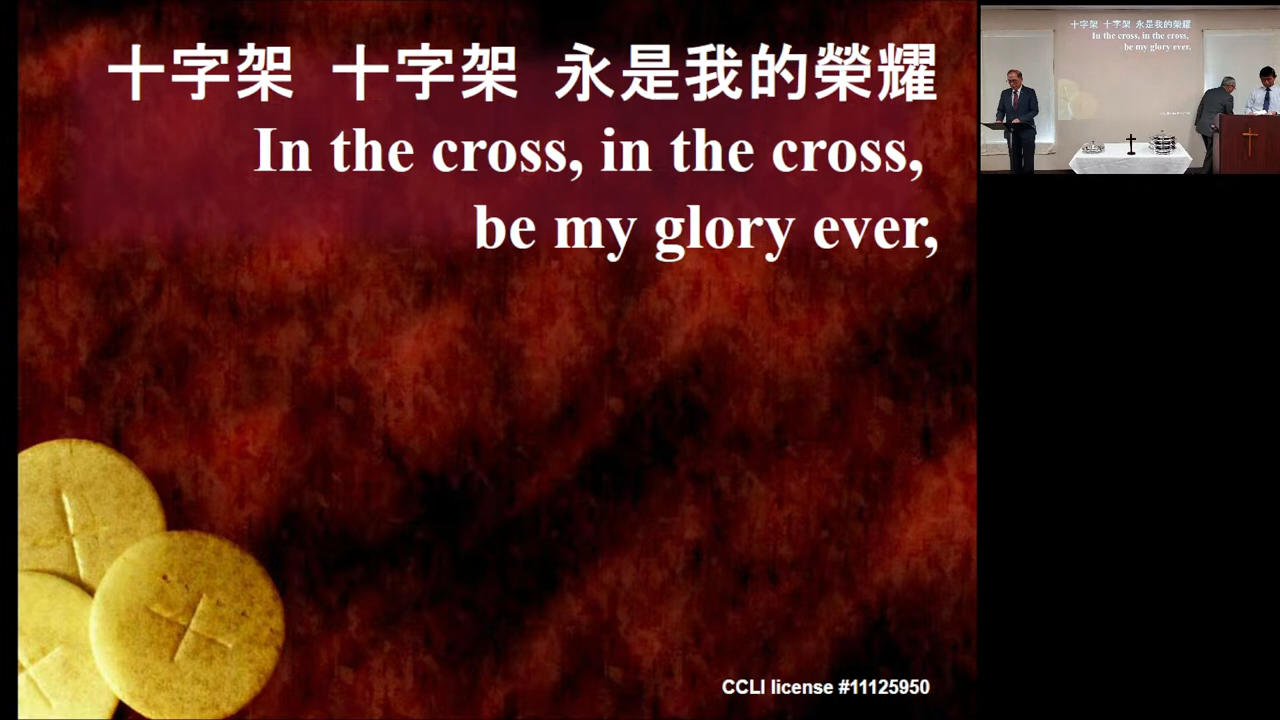 十字架 十字架 永是我的榮耀
In the cross, in the cross,
be my glory ever,
CCLI license #11125950
十字架 十字架 永是我的榮耀
In the cross, in the cross,
be my glory ever,